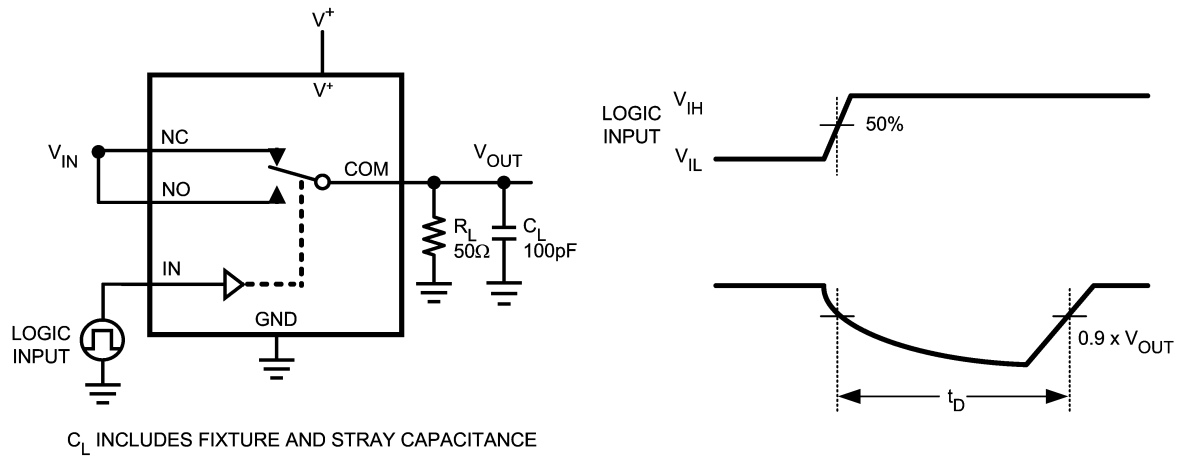 V+
V+
NC
VIN
NO
COM
VOUT
RL
50Ω
CL
100pF
IN
GND
LOGIC
INPUT
CL INCLUDES FIXTURE AND STRAY CAPACITANCE
LOGIC
INPUT
VIH
VIL
50%
0.9 x VOUT
tD